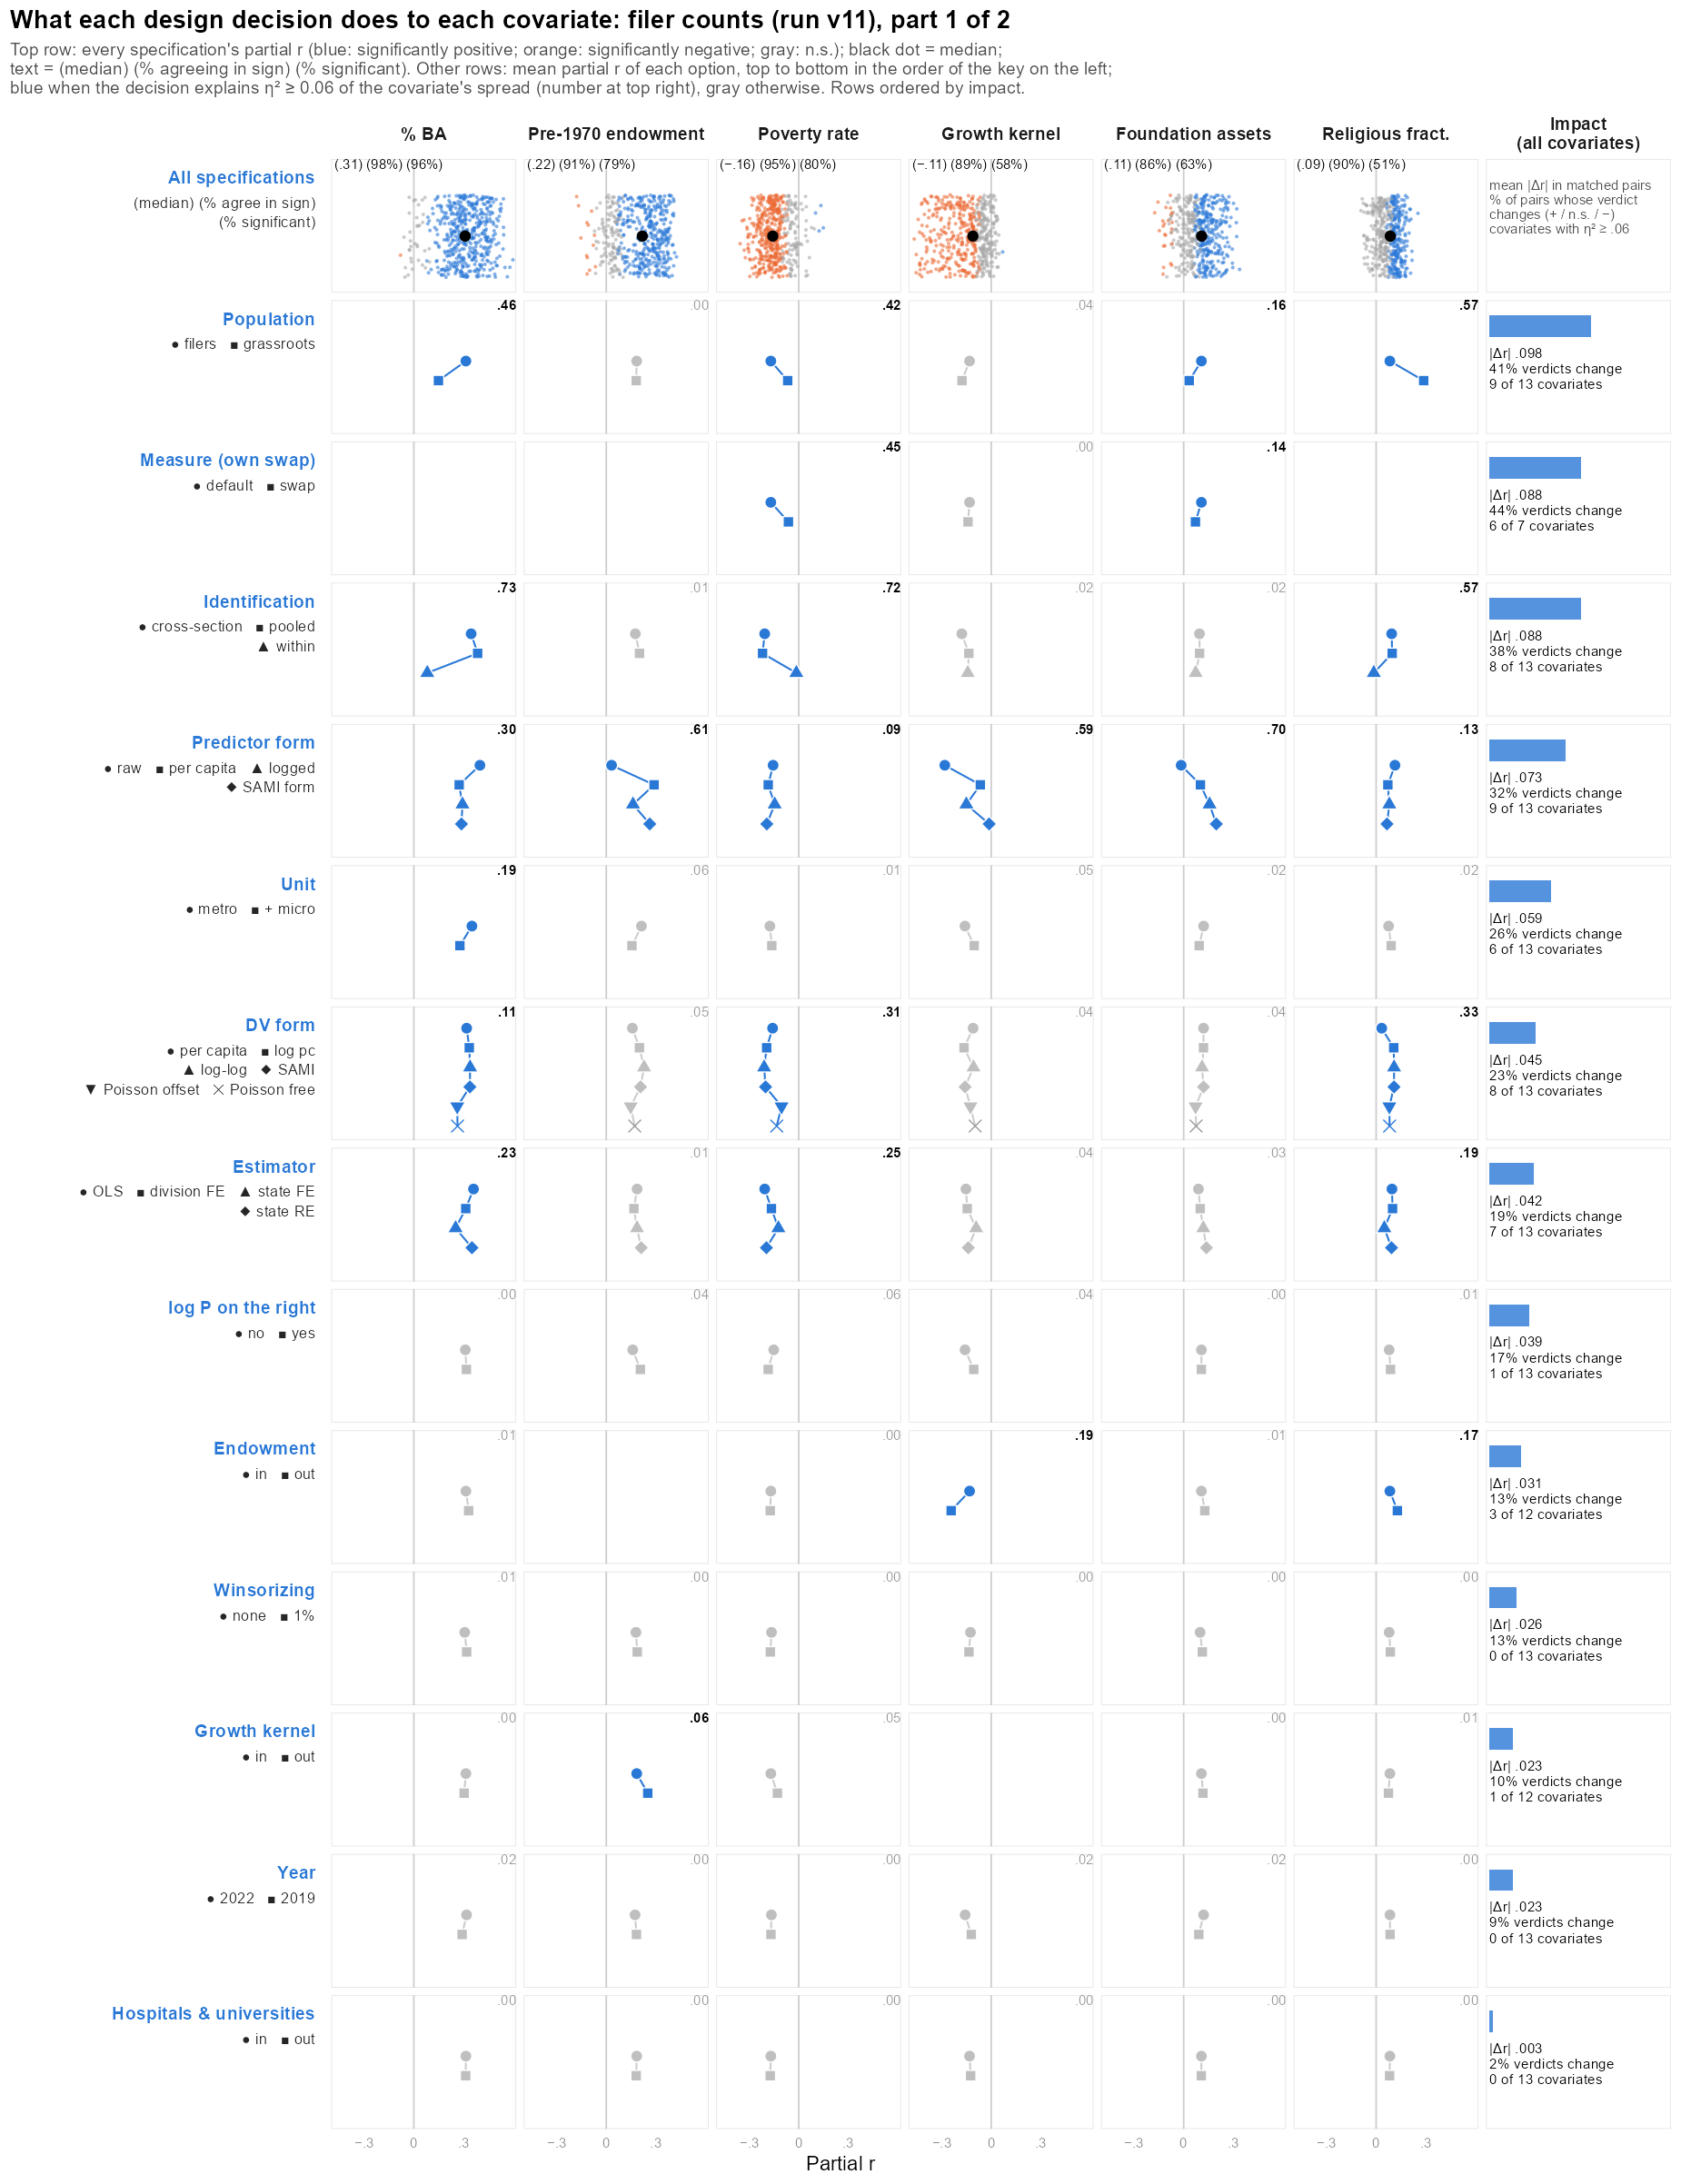 What each design decision does to each covariate: filer counts (run v11), part 1 of 2
Top row: every specification's partial r (blue: significantly positive; orange: significantly negative; gray: n.s.); black dot = median;
text = (median) (% agreeing in sign) (% significant). Other rows: mean partial r of each option, top to bottom in the order of the key on the left;
blue when the decision explains η² ≥ 0.06 of the covariate's spread (number at top right), gray otherwise. Rows ordered by impact.
% BA Pre-1970 endowment Poverty rate Growth kernel Foundation assets Religious fract. Impact
(all covariates)
(.31) (98%) (96%) (.22) (91%) (79%) (−.16) (95%) (80%) (−.11) (89%) (58%) (.11) (86%) (63%) (.09) (90%) (51%)
All specifications
(median) (% agree in sign)
(% significant)
mean |Δr| in matched pairs
% of pairs whose verdict
changes (+ / n.s. / −)
covariates with η² ≥ .06
.46 .00 .42 .04 .16 .57
Population
● filers ■ grassroots
|Δr| .098
41% verdicts change
9 of 13 covariates
.45 .00 .14
Measure (own swap)
● default ■ swap
|Δr| .088
44% verdicts change
6 of 7 covariates
.73 .01 .72 .02 .02 .57
Identification
● cross-section ■ pooled
▲ within
|Δr| .088
38% verdicts change
8 of 13 covariates
.30 .61 .09 .59 .70 .13
Predictor form
● raw ■ per capita ▲ logged
◆ SAMI form
|Δr| .073
32% verdicts change
9 of 13 covariates
.19 .06 .01 .05 .02 .02
Unit
● metro ■ + micro
|Δr| .059
26% verdicts change
6 of 13 covariates
.11 .05 .31 .04 .04 .33
DV form
● per capita ■ log pc
▲ log-log ◆ SAMI
▼ Poisson offset × Poisson free
|Δr| .045
23% verdicts change
8 of 13 covariates
.23 .01 .25 .04 .03 .19
Estimator
● OLS ■ division FE ▲ state FE
◆ state RE
|Δr| .042
19% verdicts change
7 of 13 covariates
.00 .04 .06 .04 .00 .01
log P on the right
● no ■ yes
|Δr| .039
17% verdicts change
1 of 13 covariates
.01 .00 .19 .01 .17
Endowment
● in ■ out
|Δr| .031
13% verdicts change
3 of 12 covariates
.01 .00 .00 .00 .00 .00
Winsorizing
● none ■ 1%
|Δr| .026
13% verdicts change
0 of 13 covariates
.00 .06 .05 .00 .01
Growth kernel
● in ■ out
|Δr| .023
10% verdicts change
1 of 12 covariates
.02 .00 .00 .02 .02 .00
Year
● 2022 ■ 2019
|Δr| .023
9% verdicts change
0 of 13 covariates
.00 .00 .00 .00 .00 .00
Hospitals & universities
● in ■ out
|Δr| .003
2% verdicts change
0 of 13 covariates
−.3 0 .3 −.3 0 .3 −.3 0 .3 −.3 0 .3 −.3 0 .3 −.3 0 .3
Partial r